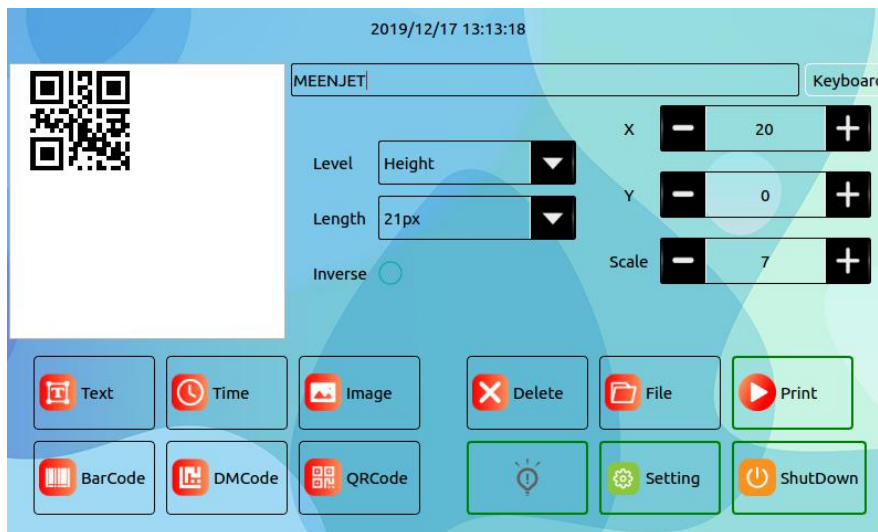 2019/12/17 13:13:18
MEENJET
Keyboar
X
20
Level
Height
Y
0
Length
21px
Scale
7
Inverse
Text
Time
Image
Delete
File
Print
BarCode
DMCode
QRCode
Setting
ShutDown